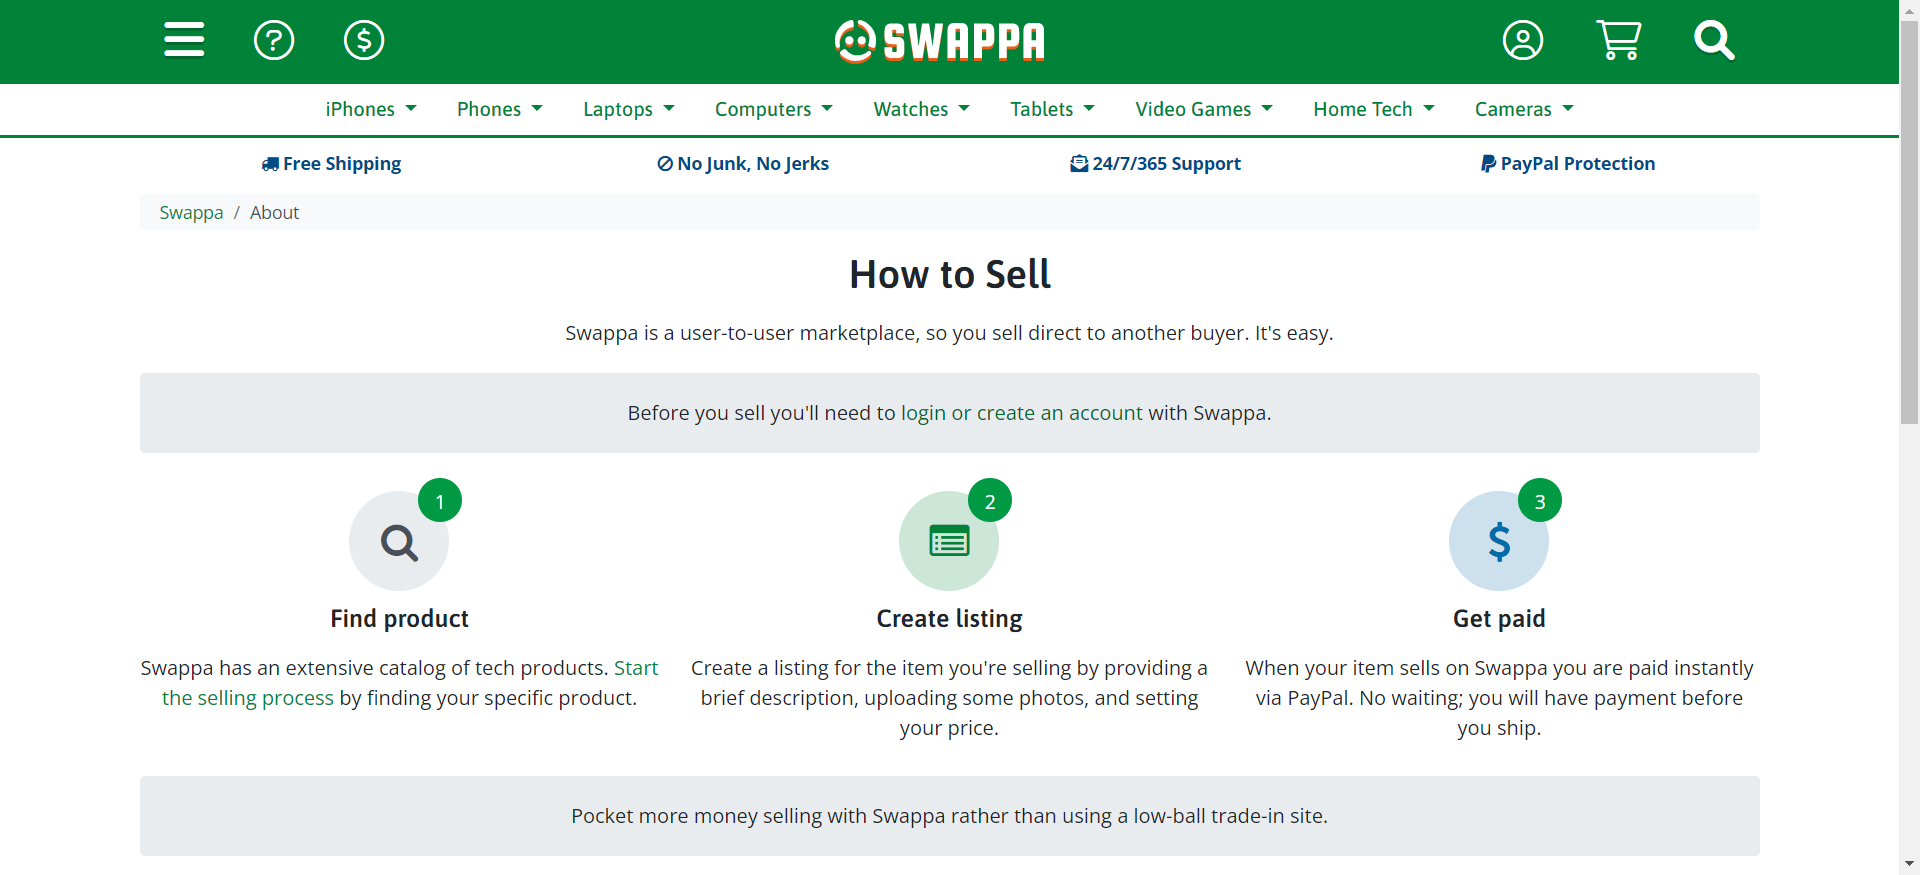 SWAPPA
iPhones Phones Laptops Computers Watches Tablets Video Games Home Tech Cameras
Free Shipping No Junk, No Jerks 24/7/365 Support PayPal Protection
Swappa / About
How to Sell
Swappa is a user-to-user marketplace, so you sell direct to another buyer. It's easy.
Before you sell you'll need to login or create an account with Swappa.
1
Find product
Swappa has an extensive catalog of tech products. Start
the selling process by finding your specific product.
2
Create listing
Create a listing for the item you're selling by providing a
brief description, uploading some photos, and setting
your price.
3
$
Get paid
When your item sells on Swappa you are paid instantly
via PayPal. No waiting; you will have payment before
you ship.
Pocket more money selling with Swappa rather than using a low-ball trade-in site.